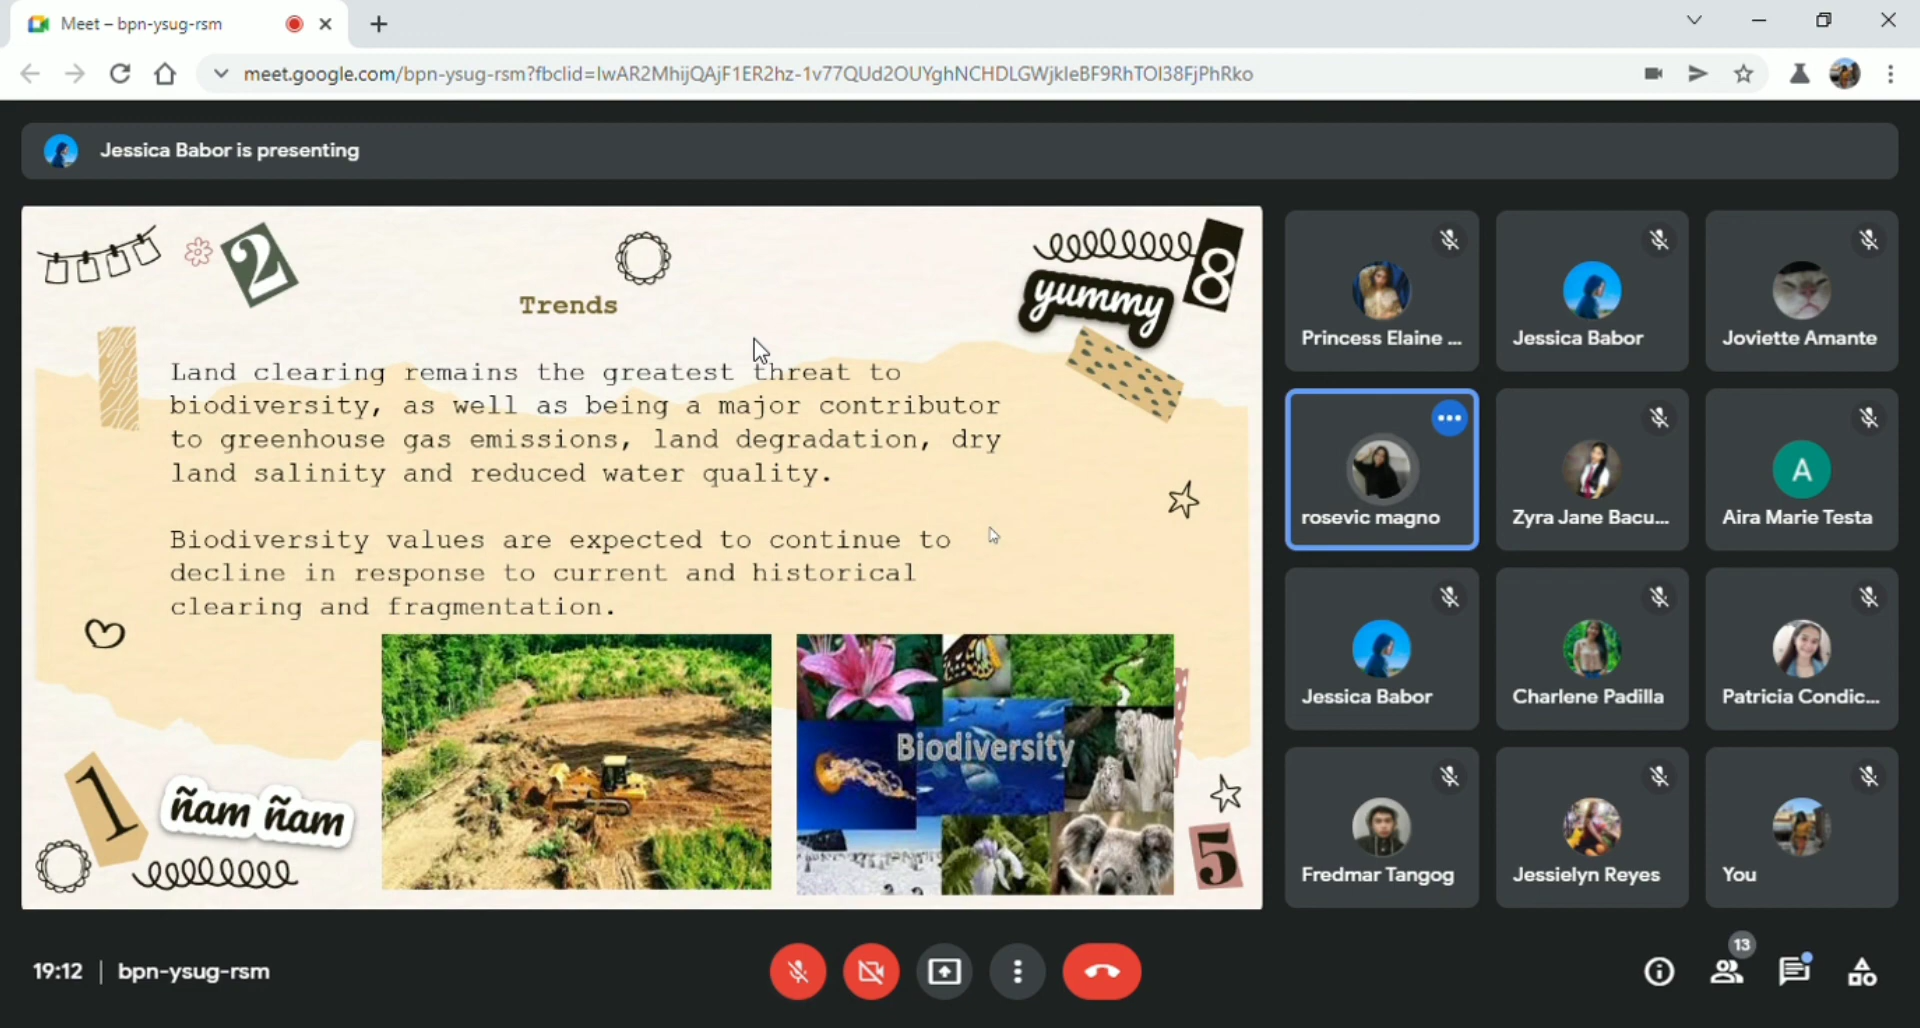 Meet – bpn-ysug-rsm
meet.google.com/bpn-ysug-rsm?fbclid=IwAR2MhijQAjF1ER2hz-1v77QUd2OUYghNCHDLGWjkIeBF9RhTOI38FjPhRko
Jessica Babor is presenting
2
8
yummy
Trends
Land clearing remains the greatest threat to
biodiversity, as well as being a major contributor
to greenhouse gas emissions, land degradation, dry
land salinity and reduced water quality.
Biodiversity values are expected to continue to
decline in response to current and historical
clearing and fragmentation.
Biodiversity
1
ñam ñam
5
Princess Elaine ...
Jessica Babor
Joviette Amante
rosevic magno
Zyra Jane Bacu...
A
Aira Marie Testa
Jessica Babor
Charlene Padilla
Patricia Condic...
Fredmar Tangog
Jessielyn Reyes
You
19:12 | bpn-ysug-rsm
13